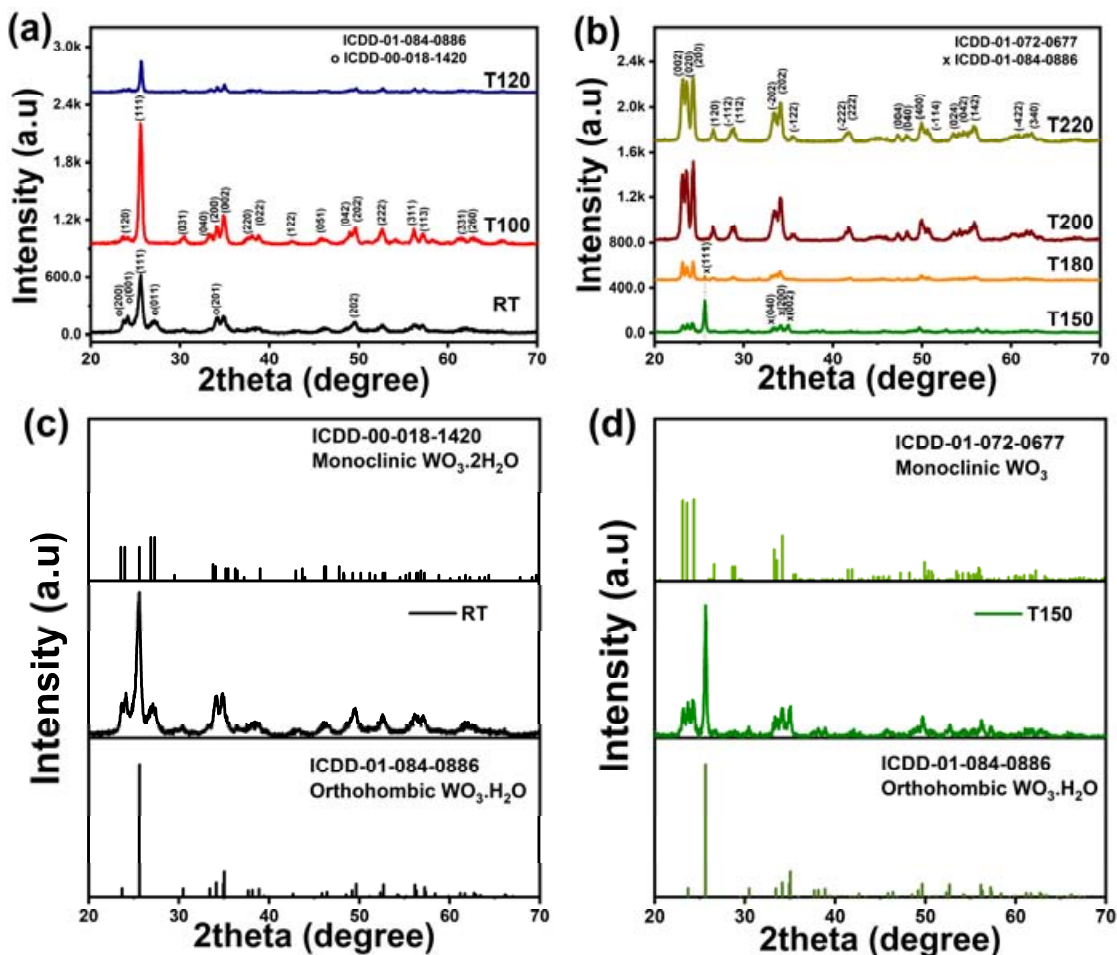 (a)
ICDD-01-084-0886
o ICDD-00-018-1420
3.0k
2.4k
1.8k
1.2k
600.0
0.0
Intensity (a.u)
T120
T100
RT
(111)
(120)
(031)
(040)
(200)
(002)
(220)
(022)
(122)
(051)
(042)
(202)
(222)
(311)
(113)
(331)
(260)
o(200)
o(001)
(111)
o(011)
o(201)
(202)
20 30 40 50 60 70
2theta (degree)
(b)
ICDD-01-072-0677
x ICDD-01-084-0886
2.4k
2.0k
1.6k
1.2k
800.0
400.0
0.0
Intensity (a.u)
T220
T200
T180
T150
(002)
(020)
(200)
(120)
(-112)
(112)
(-202)
(202)
(-122)
(-222)
(222)
(004)
(040)
(400)
(-114)
(024)
(042)
(142)
(-422)
(340)
x(111)
x(040)
x(200)
x(002)
20 30 40 50 60 70
2theta (degree)
(c)
ICDD-00-018-1420
Monoclinic WO3.2H2O
RT
ICDD-01-084-0886
Orthohombic WO3.H2O
Intensity (a.u)
20 30 40 50 60 70
2theta (degree)
(d)
ICDD-01-072-0677
Monoclinic WO3
T150
ICDD-01-084-0886
Orthohombic WO3.H2O
Intensity (a.u)
20 30 40 50 60 70
2theta (degree)